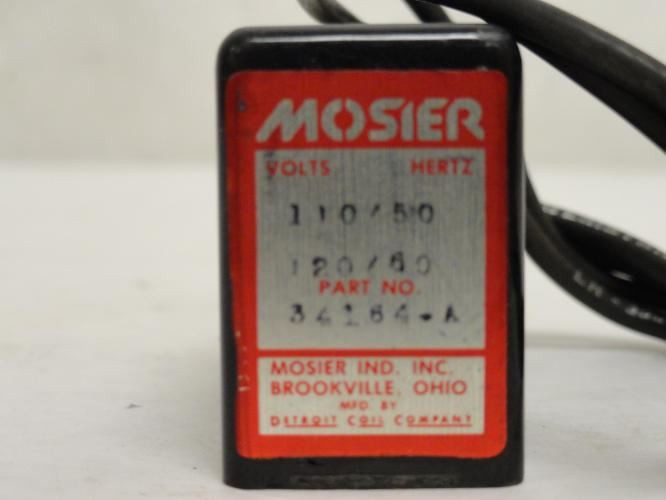 MOSIER
VOLTS HERTZ
110/50
120/60
PART NO.
34164-A
MOSIER IND. INC.
BROOKVILLE, OHIO
MFD. BY
DETROIT COIL COMPANY